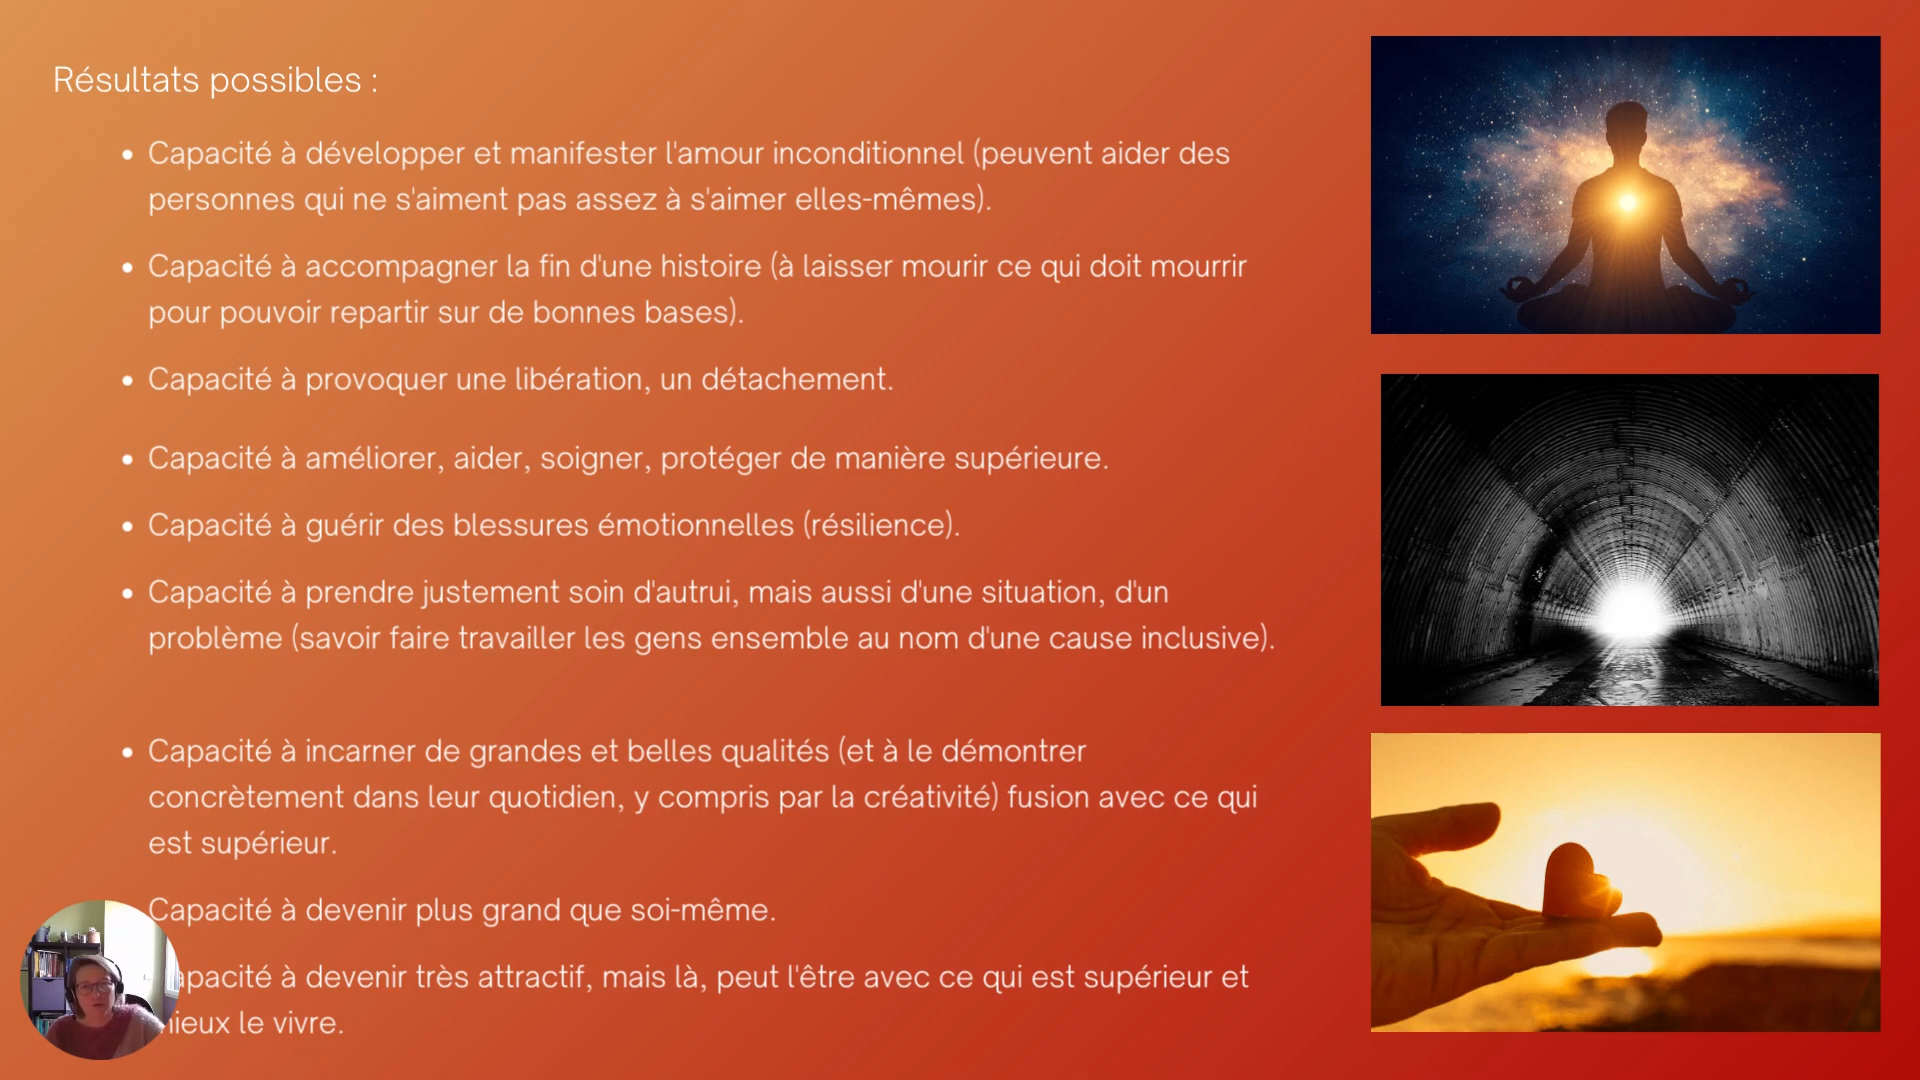 Résultats possibles :
• Capacité à développer et manifester l'amour inconditionnel (peuvent aider des
personnes qui ne s'aiment pas assez à s'aimer elles-mêmes).
• Capacité à accompagner la fin d'une histoire (à laisser mourir ce qui doit mourrir
pour pouvoir repartir sur de bonnes bases).
• Capacité à provoquer une libération, un détachement.
• Capacité à améliorer, aider, soigner, protéger de manière supérieure.
• Capacité à guérir des blessures émotionnelles (résilience).
• Capacité à prendre justement soin d'autrui, mais aussi d'une situation, d'un
problème (savoir faire travailler les gens ensemble au nom d'une cause inclusive).
• Capacité à incarner de grandes et belles qualités (et à le démontrer
concrètement dans leur quotidien, y compris par la créativité) fusion avec ce qui
est supérieur.
Capacité à devenir plus grand que soi-même.
apacité à devenir très attractif, mais là, peut l'être avec ce qui est supérieur et
mieux le vivre.